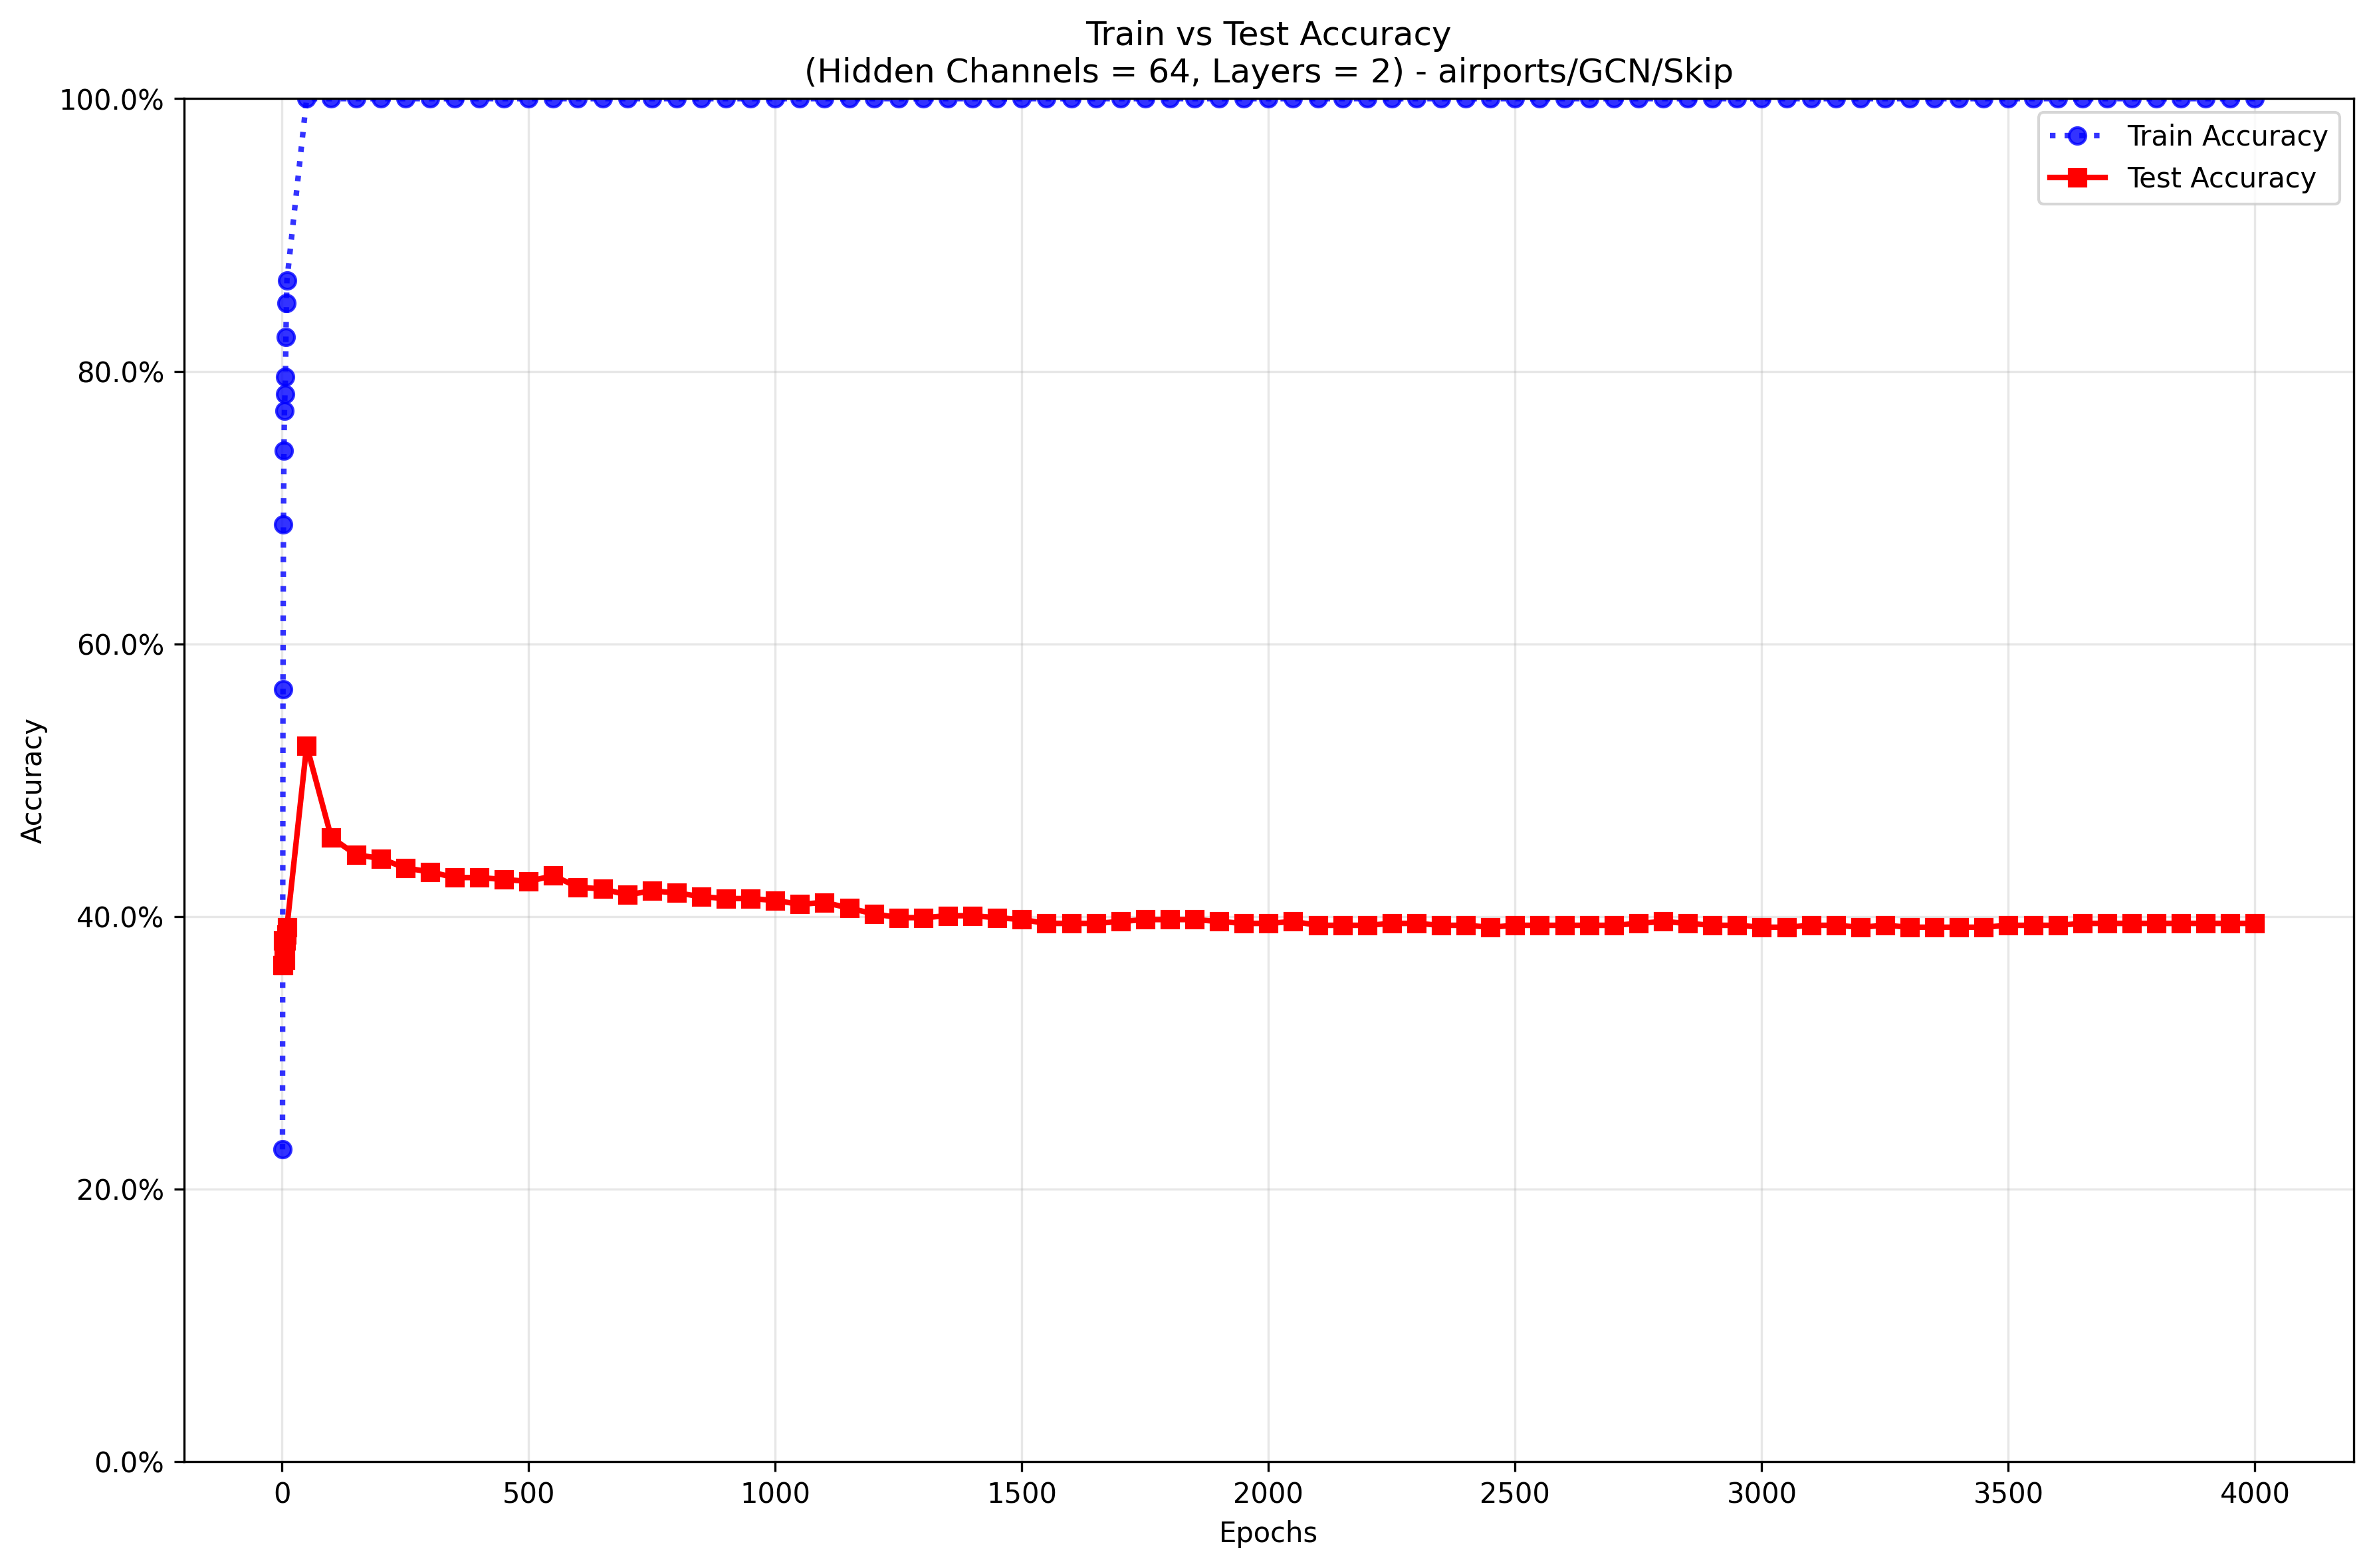 Train vs Test Accuracy
(Hidden Channels = 64, Layers = 2) - airports/GCN/Skip
100.0%
80.0%
60.0%
40.0%
20.0%
0.0%
Accuracy
Train Accuracy
Test Accuracy
0 500 1000 1500 2000 2500 3000 3500 4000
Epochs